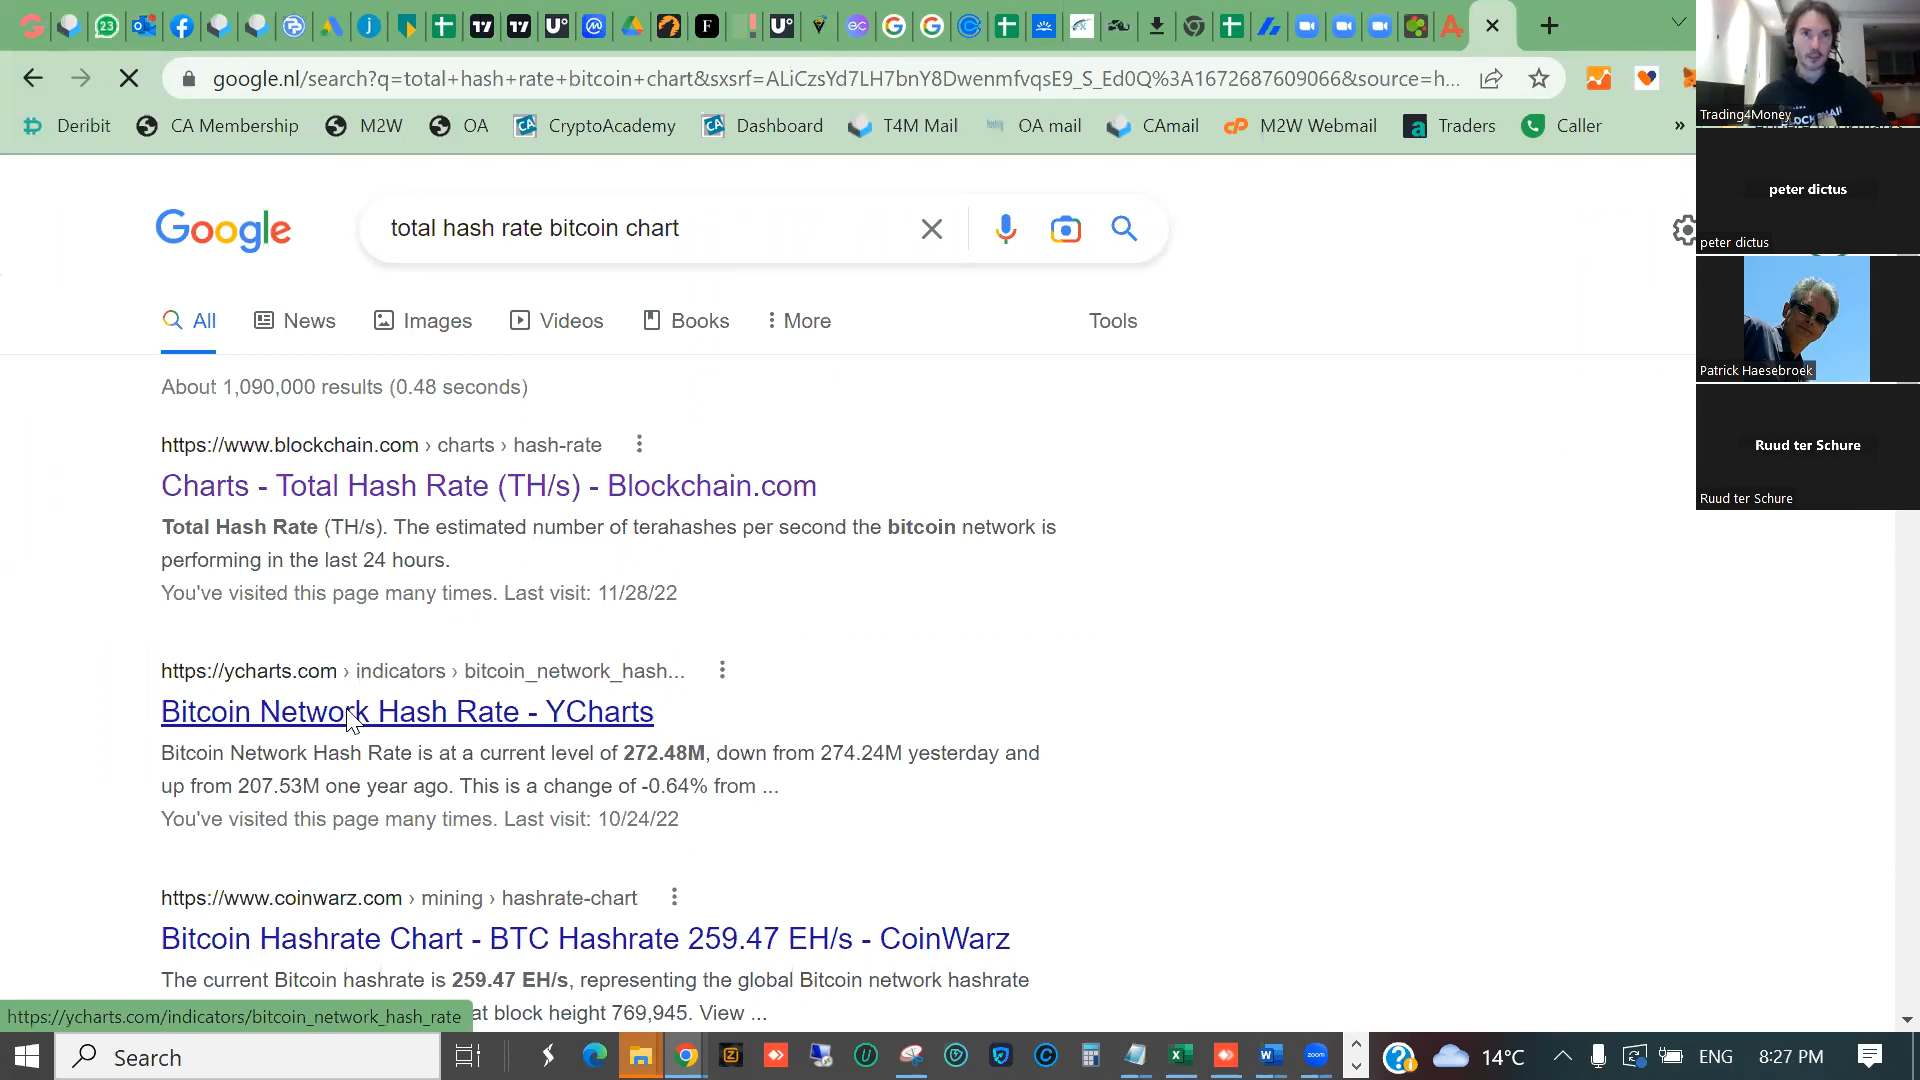 23
google.nl/search?q=total+hash+rate+bitcoin+chart&sxsrf=ALiCzsYd7LH7bnY8DwenmfvqsE9_S_Ed0Q%3A1672687609066&source=h...
Deribit
CA Membership
M2W
OA
CryptoAcademy
Dashboard
T4M Mail
OA mail
CAmail
M2W Webmail
Traders
Caller
»
Trading4Money
peter dictus
peter dictus
Patrick Haesebroek
Ruud ter Schure
Ruud ter Schure
Google
total hash rate bitcoin chart
All
News
Images
Videos
Books
More
Tools
About 1,090,000 results (0.48 seconds)
https://www.blockchain.com › charts › hash-rate
Charts - Total Hash Rate (TH/s) - Blockchain.com
Total Hash Rate (TH/s). The estimated number of terahashes per second the bitcoin network is
performing in the last 24 hours.
You've visited this page many times. Last visit: 11/28/22
https://ycharts.com › indicators › bitcoin_network_hash...
Bitcoin Network Hash Rate - YCharts
Bitcoin Network Hash Rate is at a current level of 272.48M, down from 274.24M yesterday and
up from 207.53M one year ago. This is a change of -0.64% from ...
You've visited this page many times. Last visit: 10/24/22
https://www.coinwarz.com › mining › hashrate-chart
Bitcoin Hashrate Chart - BTC Hashrate 259.47 EH/s - CoinWarz
The current Bitcoin hashrate is 259.47 EH/s, representing the global Bitcoin network hashrate
at block height 769,945. View ...
https://ycharts.com/indicators/bitcoin_network_hash_rate
Search
14°C
ENG
8:27 PM